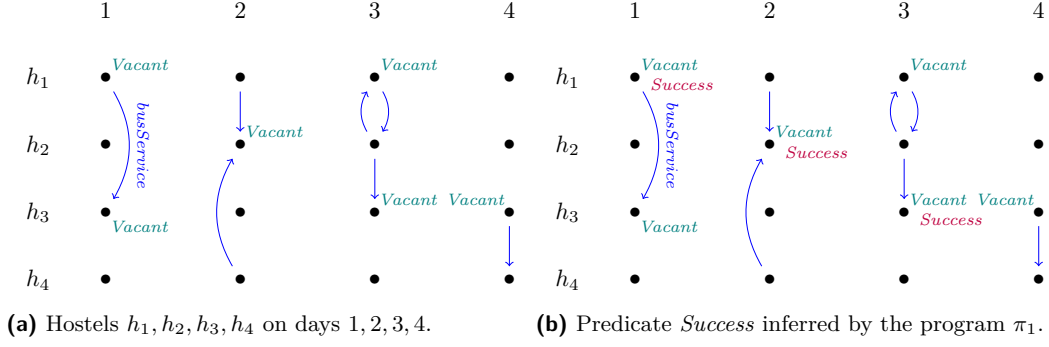 1 2 3 4 1 2 3 4
Vacant Vacant Vacant Vacant
h₁ h₁
Success
busService busService
Vacant Vacant
h₂ h₂
Success
Vacant Vacant Vacant Vacant
h₃ h₃
Vacant Vacant Success
h₄ h₄
(a) Hostels h₁, h₂, h₃, h₄ on days 1, 2, 3, 4.
(b) Predicate Success inferred by the program π₁.